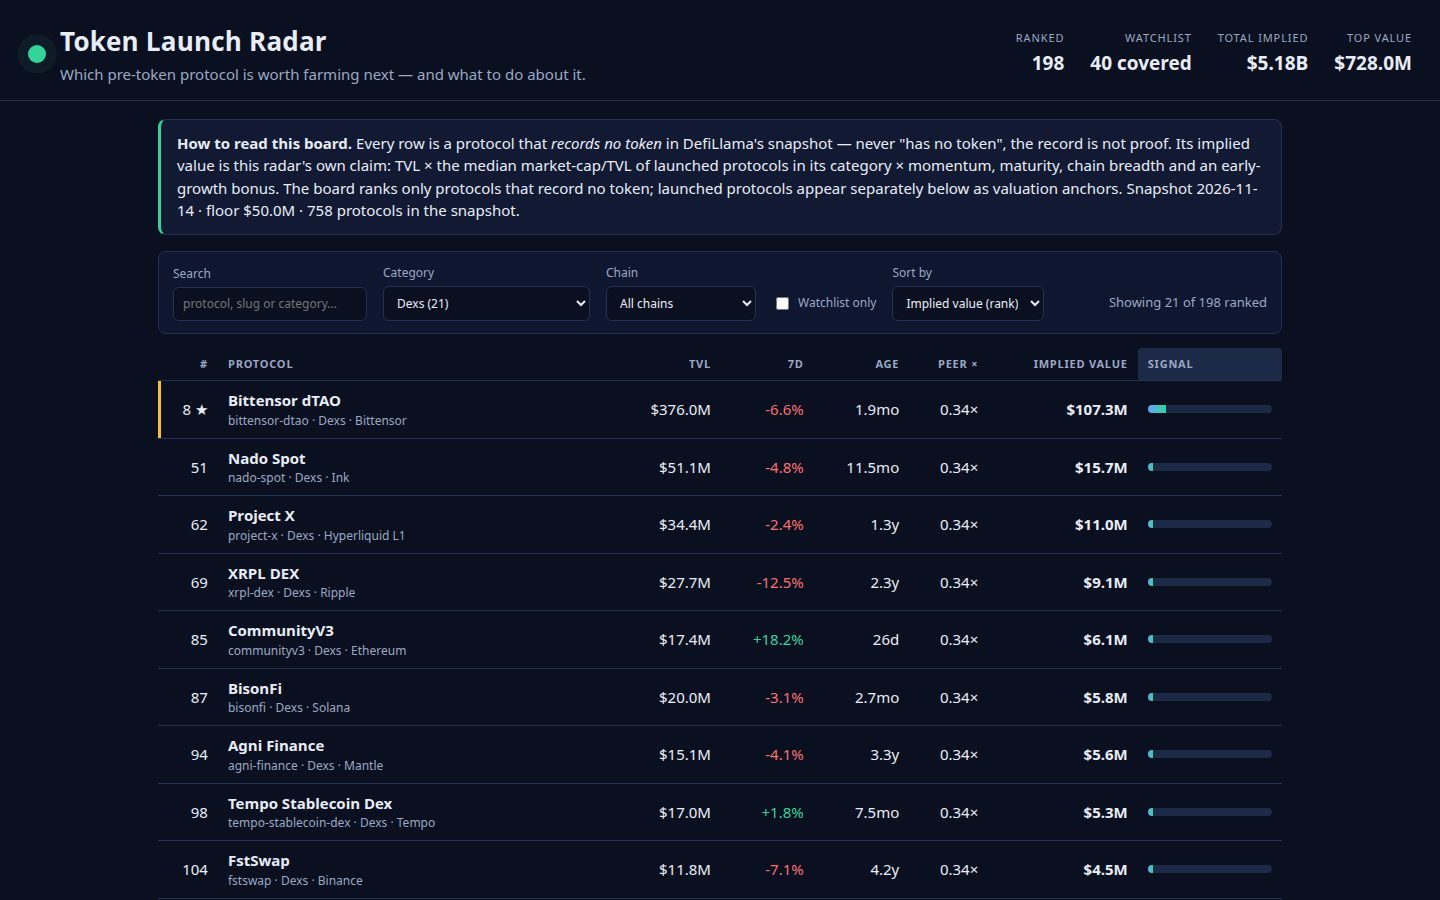 Token Launch Radar
Which pre-token protocol is worth farming next — and what to do about it.
RANKED
198
WATCHLIST
40 covered
TOTAL IMPLIED
$5.18B
TOP VALUE
$728.0M
How to read this board. Every row is a protocol that records no token in DefiLlama's snapshot — never "has no token", the record is not proof. Its implied
value is this radar's own claim: TVL × the median market-cap/TVL of launched protocols in its category × momentum, maturity, chain breadth and an early-
growth bonus. The board ranks only protocols that record no token; launched protocols appear separately below as valuation anchors. Snapshot 2026-11-
14 · floor $50.0M · 758 protocols in the snapshot.
Search
protocol, slug or category...
Category
Dexs (21)
Chain
All chains
Watchlist only
Sort by
Implied value (rank)
Showing 21 of 198 ranked
# PROTOCOL TVL 7D AGE PEER × IMPLIED VALUE SIGNAL
8 ★ Bittensor dTAO $376.0M -6.6% 1.9mo 0.34× $107.3M
bittensor-dtao · Dexs · Bittensor
51 Nado Spot $51.1M -4.8% 11.5mo 0.34× $15.7M
nado-spot · Dexs · Ink
62 Project X $34.4M -2.4% 1.3y 0.34× $11.0M
project-x · Dexs · Hyperliquid L1
69 XRPL DEX $27.7M -12.5% 2.3y 0.34× $9.1M
xrpl-dex · Dexs · Ripple
85 CommunityV3 $17.4M +18.2% 26d 0.34× $6.1M
communityv3 · Dexs · Ethereum
87 BisonFi $20.0M -3.1% 2.7mo 0.34× $5.8M
bisonfi · Dexs · Solana
94 Agni Finance $15.1M -4.1% 3.3y 0.34× $5.6M
agni-finance · Dexs · Mantle
98 Tempo Stablecoin Dex $17.0M +1.8% 7.5mo 0.34× $5.3M
tempo-stablecoin-dex · Dexs · Tempo
104 FstSwap $11.8M -7.1% 4.2y 0.34× $4.5M
fstswap · Dexs · Binance